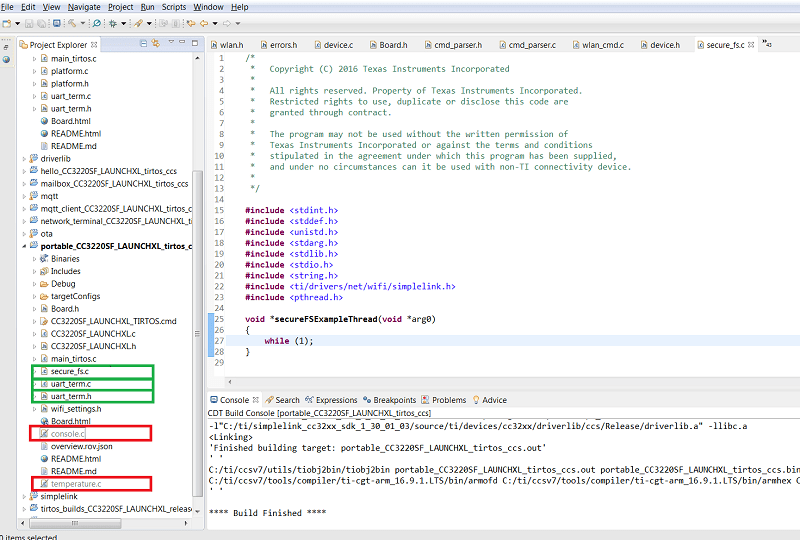 File Edit View Navigate Project Run Scripts Window Help
Project Explorer
main_tirtos.c
platform.c
platform.h
uart_term.c
uart_term.h
Board.html
README.html
README.md
driverlib
hello_CC3220SF_LAUNCHXL_tirtos_ccs
mailbox_CC3220SF_LAUNCHXL_tirtos_ccs
mqtt
mqtt_client_CC3220SF_LAUNCHXL_tirtos_c
network_terminal_CC3220SF_LAUNCHXL_ti
ota
portable_CC3220SF_LAUNCHXL_tirtos_c
Binaries
Includes
Debug
targetConfigs
Board.h
CC3220SF_LAUNCHXL_TIRTOS.cmd
CC3220SF_LAUNCHXL.c
CC3220SF_LAUNCHXL.h
main_tirtos.c
secure_fs.c
uart_term.c
uart_term.h
wifi_settings.h
Board.html
console.c
overview.rov.json
README.html
README.md
temperature.c
simplelink
tirtos_builds_CC3220SF_LAUNCHXL_releas
0 items selected
wlan.h errors.h device.c Board.h cmd_parser.h cmd_parser.c wlan_cmd.c device.h secure_fs.c »43
1 /*
2 * Copyright (C) 2016 Texas Instruments Incorporated
3 *
4 * All rights reserved. Property of Texas Instruments Incorporated.
5 * Restricted rights to use, duplicate or disclose this code are
6 * granted through contract.
7 *
8 * The program may not be used without the written permission of
9 * Texas Instruments Incorporated or against the terms and conditions
10 * stipulated in the agreement under which this program has been supplied,
11 * and under no circumstances can it be used with non-TI connectivity device.
12 *
13 */
14
15 #include <stdint.h>
16 #include <stddef.h>
17 #include <unistd.h>
18 #include <stdarg.h>
19 #include <stdlib.h>
20 #include <stdio.h>
21 #include <string.h>
22 #include <ti/drivers/net/wifi/simplelink.h>
23 #include <pthread.h>
24
25 void *secureFSExampleThread(void *arg0)
26 {
27 while (1);
28 }
29
Console Search Expressions Breakpoints Problems Advice
CDT Build Console [portable_CC3220SF_LAUNCHXL_tirtos_ccs]
-l"C:/ti/simplelink_cc32xx_sdk_1_30_01_03/source/ti/devices/cc32xx/driverlib/ccs/Release/driverlib.a" -llibc.a
<Linking>
'Finished building target: portable_CC3220SF_LAUNCHXL_tirtos_ccs.out'
' '
C:/ti/ccsv7/utils/tiobj2bin/tiobj2bin portable_CC3220SF_LAUNCHXL_tirtos_ccs.out portable_CC3220SF_LAUNCHXL_tirtos_ccs.bin
C:/ti/ccsv7/tools/compiler/ti-cgt-arm_16.9.1.LTS/bin/armofd C:/ti/ccsv7/tools/compiler/ti-cgt-arm_16.9.1.LTS/bin/armhex C
' '
**** Build Finished ****